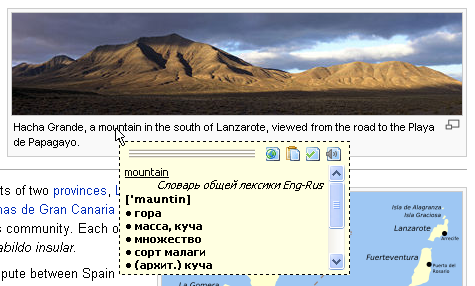 Hacha Grande, a mountain in the south of Lanzarote, viewed from the road to the Playa
de Papagayo.
mountain
Словарь общей лексики Eng-Rus
['mauntin]
• гора
• масса, куча
• множество
• сорт малаги
• (архит.) куча
ts of two provinces, L
nas de Gran Canaria
s community. Each o
abildo insular.
pute between Spain
Isla de Alegranza,
Isla Graciosa
Lanzarote
Arrecife
Fuerteventura
Puerto del
Rosario
La Gomera